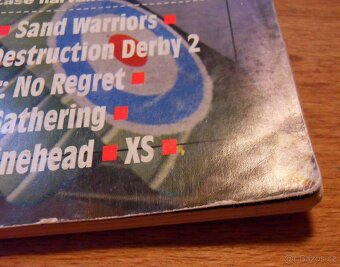 ■ Sand Warriors ■
Destruction Derby 2
: No Regret ■
Gathering ■
nehead ■ XS ■